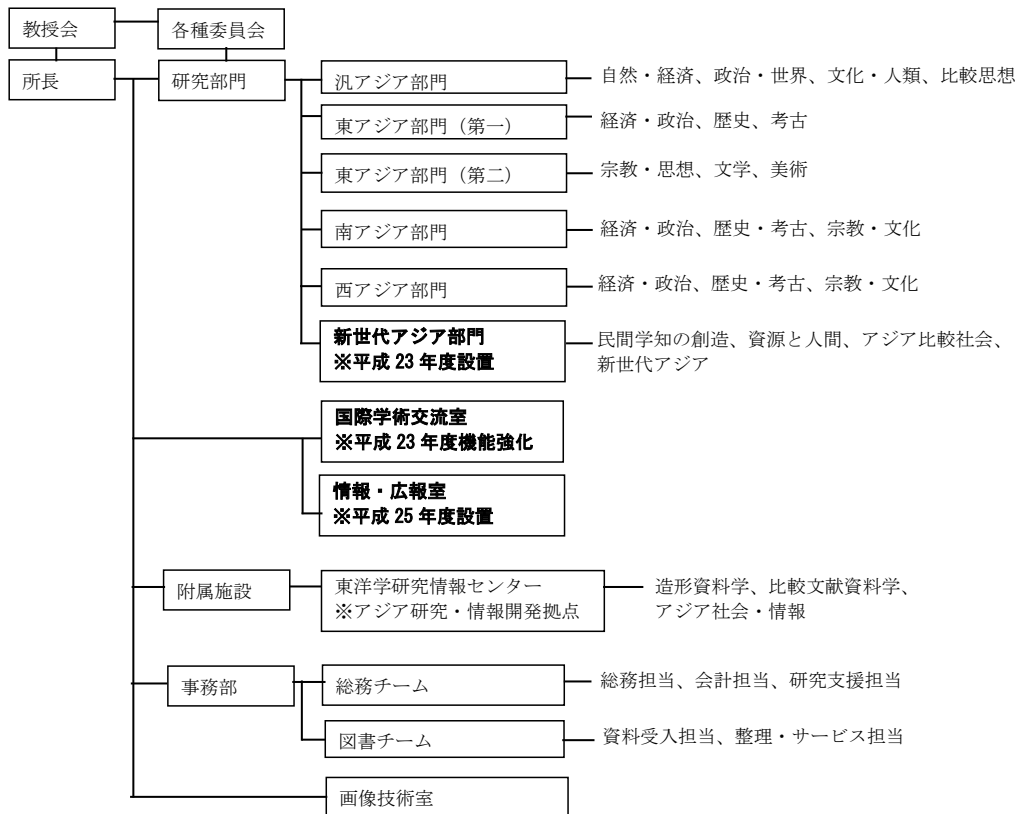 教授会
各種委員会
所長
研究部門
汎アジア部門
自然・経済、政治・世界、文化・人類、比較思想
東アジア部門（第一）
経済・政治、歴史、考古
東アジア部門（第二）
宗教・思想、文学、美術
南アジア部門
経済・政治、歴史・考古、宗教・文化
西アジア部門
経済・政治、歴史・考古、宗教・文化
新世代アジア部門
※平成 23 年度設置
民間学知の創造、資源と人間、アジア比較社会、
新世代アジア
国際学術交流室
※平成 23 年度機能強化
情報・広報室
※平成 25 年度設置
附属施設
東洋学研究情報センター
※アジア研究・情報開発拠点
造形資料学、比較文献資料学、
アジア社会・情報
事務部
総務チーム
総務担当、会計担当、研究支援担当
図書チーム
資料受入担当、整理・サービス担当
画像技術室